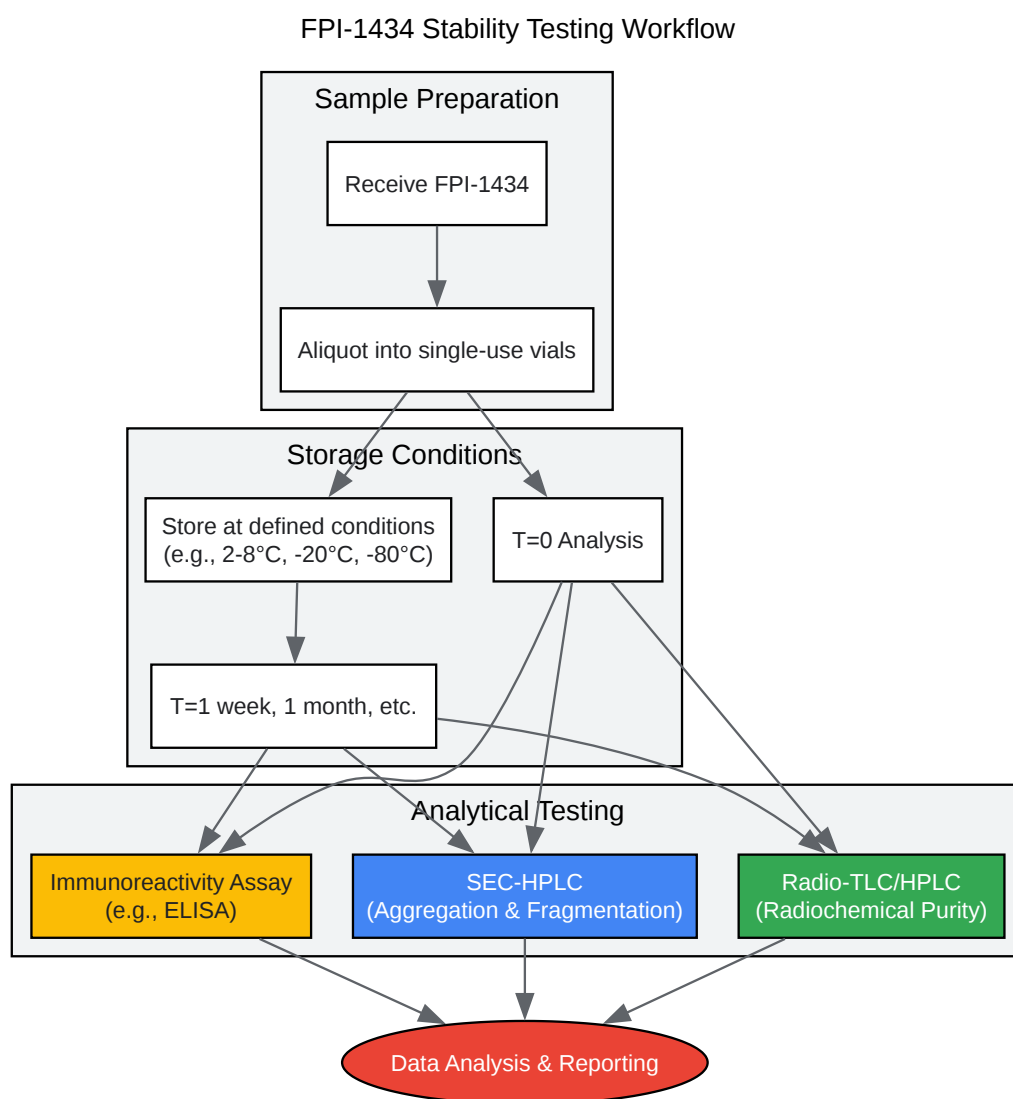 FPI-1434 Stability Testing Workflow
Sample Preparation
Receive FPI-1434
Aliquot into single-use vials
Storage Conditions
Store at defined conditions
(e.g., 2-8°C, -20°C, -80°C)
T=0 Analysis
T=1 week, 1 month, etc.
Analytical Testing
Immunoreactivity Assay
(e.g., ELISA)
SEC-HPLC
(Aggregation & Fragmentation)
Radio-TLC/HPLC
(Radiochemical Purity)
Data Analysis & Reporting